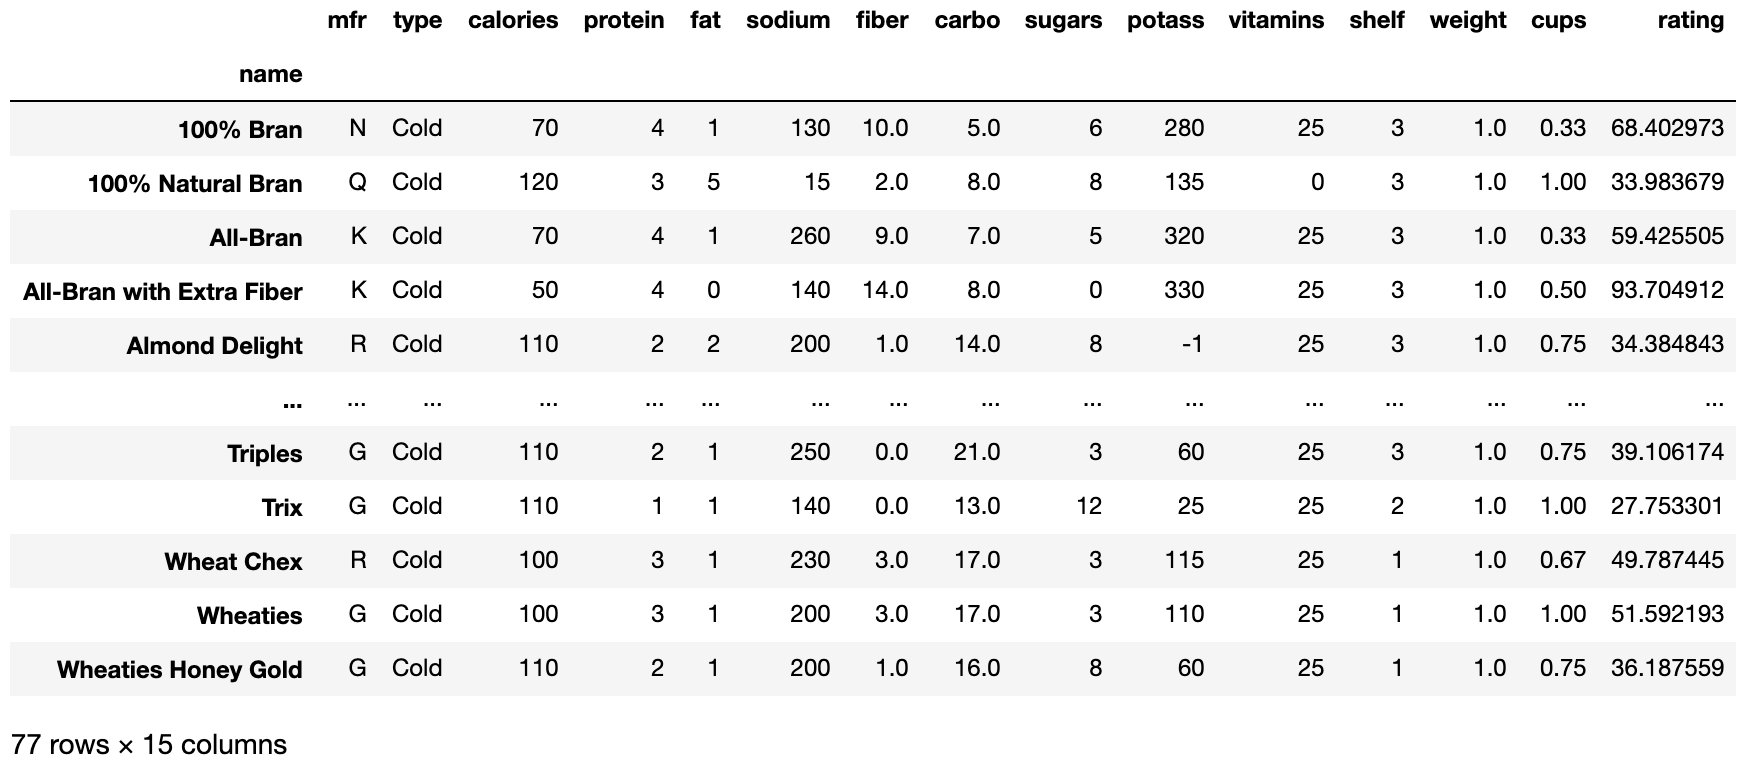 mfr type calories protein fat sodium fiber carbo sugars potass vitamins shelf weight cups rating
name
100% Bran N Cold 70 4 1 130 10.0 5.0 6 280 25 3 1.0 0.33 68.402973
100% Natural Bran Q Cold 120 3 5 15 2.0 8.0 8 135 0 3 1.0 1.00 33.983679
All-Bran K Cold 70 4 1 260 9.0 7.0 5 320 25 3 1.0 0.33 59.425505
All-Bran with Extra Fiber K Cold 50 4 0 140 14.0 8.0 0 330 25 3 1.0 0.50 93.704912
Almond Delight R Cold 110 2 2 200 1.0 14.0 8 -1 25 3 1.0 0.75 34.384843
... ... ... ... ... ... ... ... ... ... ... ... ... ... ... ...
Triples G Cold 110 2 1 250 0.0 21.0 3 60 25 3 1.0 0.75 39.106174
Trix G Cold 110 1 1 140 0.0 13.0 12 25 25 2 1.0 1.00 27.753301
Wheat Chex R Cold 100 3 1 230 3.0 17.0 3 115 25 1 1.0 0.67 49.787445
Wheaties G Cold 100 3 1 200 3.0 17.0 3 110 25 1 1.0 1.00 51.592193
Wheaties Honey Gold G Cold 110 2 1 200 1.0 16.0 8 60 25 1 1.0 0.75 36.187559
77 rows × 15 columns